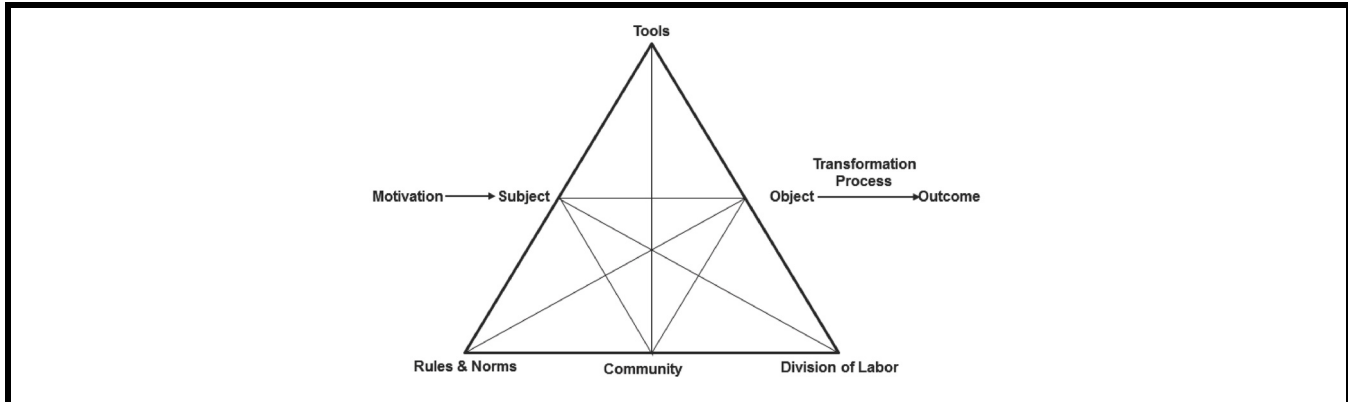 Tools
Transformation
Process
Motivation
Subject
Object
Outcome
Rules & Norms
Community
Division of Labor